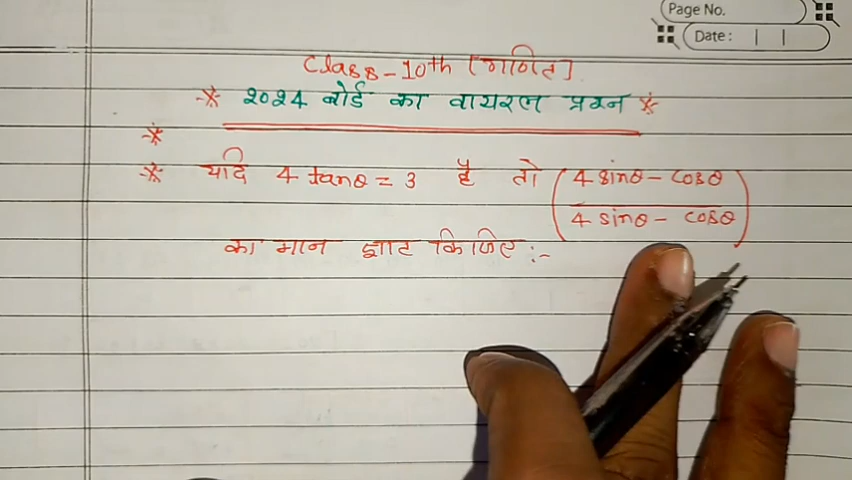 Page No.
Date:
Class-10th (गणित)
* 2024 बोर्ड का वायरल प्रश्न *
*
* यदि 4 tanθ = 3 है तो (4 sinθ - cosθ / 4 sinθ - cosθ)
का मान ज्ञाट किजिए :-